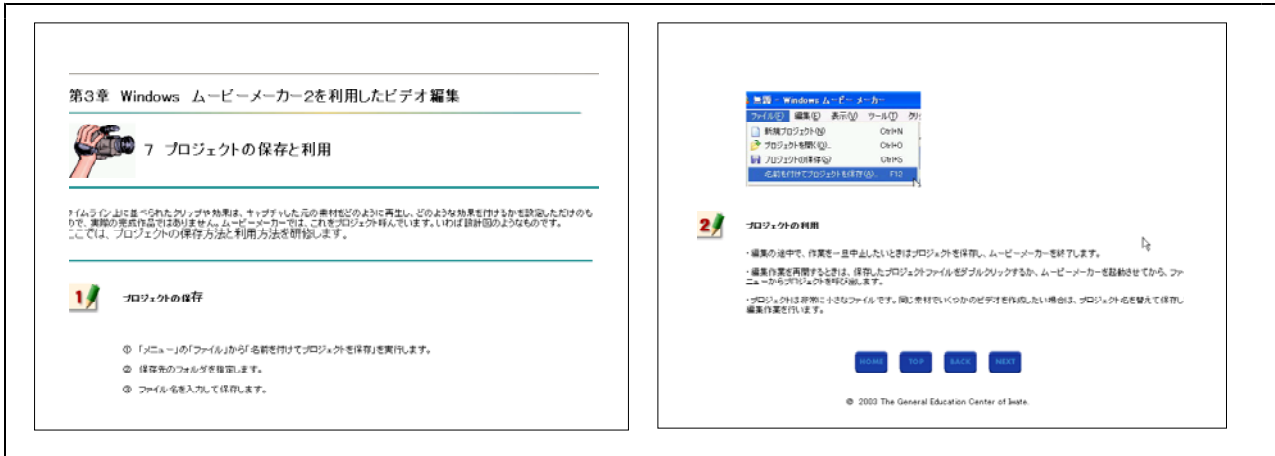 第3章 Windows ムービーメーカー2を利用したビデオ編集
7 プロジェクトの保存と利用
イムライン上に並べられたクリップや効果は、キャプチャした元の素材をどのように再生し、どのような効果を付けるかを設定しただけのも
ので、実際の完成作品ではありません。ムービーメーカーでは、これをプロジェクト呼んでいます。いわば設計図のようなものです。
ここでは、プロジェクトの保存方法と利用方法を研修します。
1
プロジェクトの保存
① 「メニュー」の「ファイル」から「名前を付けてプロジェクトを保存」を実行します。
② 保存先のフォルダを指定します。
③ ファイル名を入力して保存します。
無題 - Windows ムービー メーカー
ファイル(F) 編集(E) 表示(V) ツール(T) クリ
新規プロジェクト(N) Ctrl+N
プロジェクトを開く(O)... Ctrl+O
プロジェクトの保存(S) Ctrl+S
名前を付けてプロジェクトを保存(A)... F12
2
プロジェクトの利用
・編集の途中で、作業を一旦中止したいときはプロジェクトを保存し、ムービーメーカーを終了します。
・編集作業を再開するときは、保存したプロジェクトファイルをダブルクリックするか、ムービーメーカーを起動させてから、ファ
ニューからプロジェクトを呼び出します。
・プロジェクトは非常に小さなファイルです。同じ素材でいくつかのビデオを作成したい場合は、プロジェクト名を替えて保存し
編集作業を行います。
HOME TOP BACK NEXT
© 2003 The General Education Center of Iwate.